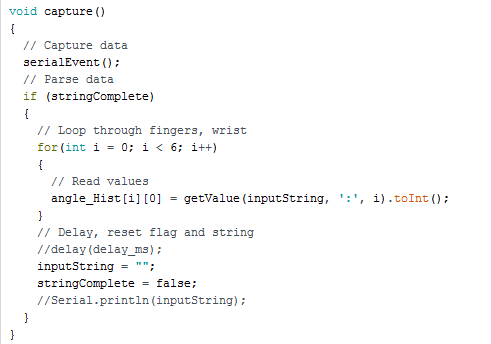 void capture()
{
  // Capture data
  serialEvent();
  // Parse data
  if (stringComplete)
  {
    // Loop through fingers, wrist
    for(int i = 0; i < 6; i++)
    {
      // Read values
      angle_Hist[i][0] = getValue(inputString, ':', i).toInt();
    }
    // Delay, reset flag and string
    //delay(delay_ms);
    inputString = "";
    stringComplete = false;
    //Serial.println(inputString);
  }
}